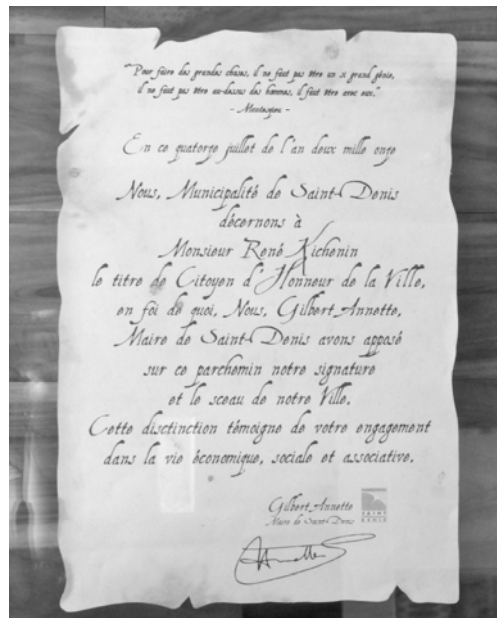 "Pour faire des grandes choses, il ne faut pas être un si grand génie,
il ne faut pas être au-dessus des hommes, il faut être avec eux."
- Montesquieu -
En ce quatorze juillet de l'an deux mille onze
Nous, Municipalité de Saint-Denis
décernons à
Monsieur René Kichenin
le titre de Citoyen d'Honneur de la Ville,
en foi de quoi, Nous, Gilbert Annette,
Maire de Saint-Denis avons apposé
sur ce parchemin notre signature
et le sceau de notre Ville.
Cette disctinction témoigne de votre engagement
dans la vie économique, sociale et associative.
Gilbert Annette
Maire de Saint-Denis
SAINT
DENIS